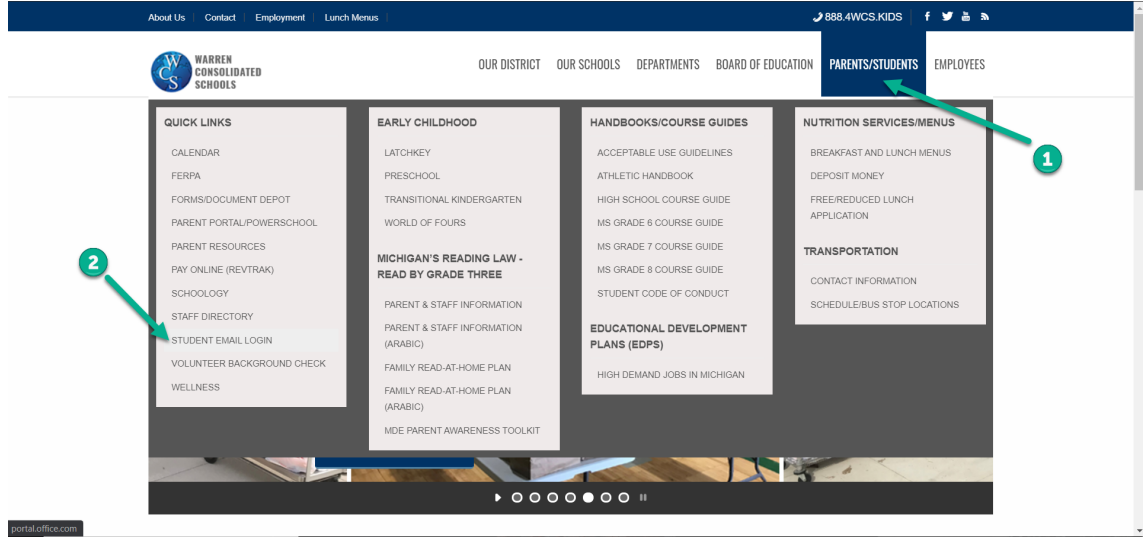 About Us
Contact
Employment
Lunch Menus
888.4WCS.KIDS
WARREN
CONSOLIDATED
SCHOOLS
OUR DISTRICT
OUR SCHOOLS
DEPARTMENTS
BOARD OF EDUCATION
PARENTS/STUDENTS
EMPLOYEES
1
2
QUICK LINKS
CALENDAR
FERPA
FORMS/DOCUMENT DEPOT
PARENT PORTAL/POWERSCHOOL
PARENT RESOURCES
PAY ONLINE (REVTRAK)
SCHOOLOGY
STAFF DIRECTORY
STUDENT EMAIL LOGIN
VOLUNTEER BACKGROUND CHECK
WELLNESS
EARLY CHILDHOOD
LATCHKEY
PRESCHOOL
TRANSITIONAL KINDERGARTEN
WORLD OF FOURS
MICHIGAN'S READING LAW -
READ BY GRADE THREE
PARENT & STAFF INFORMATION
PARENT & STAFF INFORMATION
(ARABIC)
FAMILY READ-AT-HOME PLAN
FAMILY READ-AT-HOME PLAN
(ARABIC)
MDE PARENT AWARENESS TOOLKIT
HANDBOOKS/COURSE GUIDES
ACCEPTABLE USE GUIDELINES
ATHLETIC HANDBOOK
HIGH SCHOOL COURSE GUIDE
MS GRADE 6 COURSE GUIDE
MS GRADE 7 COURSE GUIDE
MS GRADE 8 COURSE GUIDE
STUDENT CODE OF CONDUCT
EDUCATIONAL DEVELOPMENT
PLANS (EDPS)
HIGH DEMAND JOBS IN MICHIGAN
NUTRITION SERVICES/MENUS
BREAKFAST AND LUNCH MENUS
DEPOSIT MONEY
FREE/REDUCED LUNCH
APPLICATION
TRANSPORTATION
CONTACT INFORMATION
SCHEDULE/BUS STOP LOCATIONS
portal.office.com